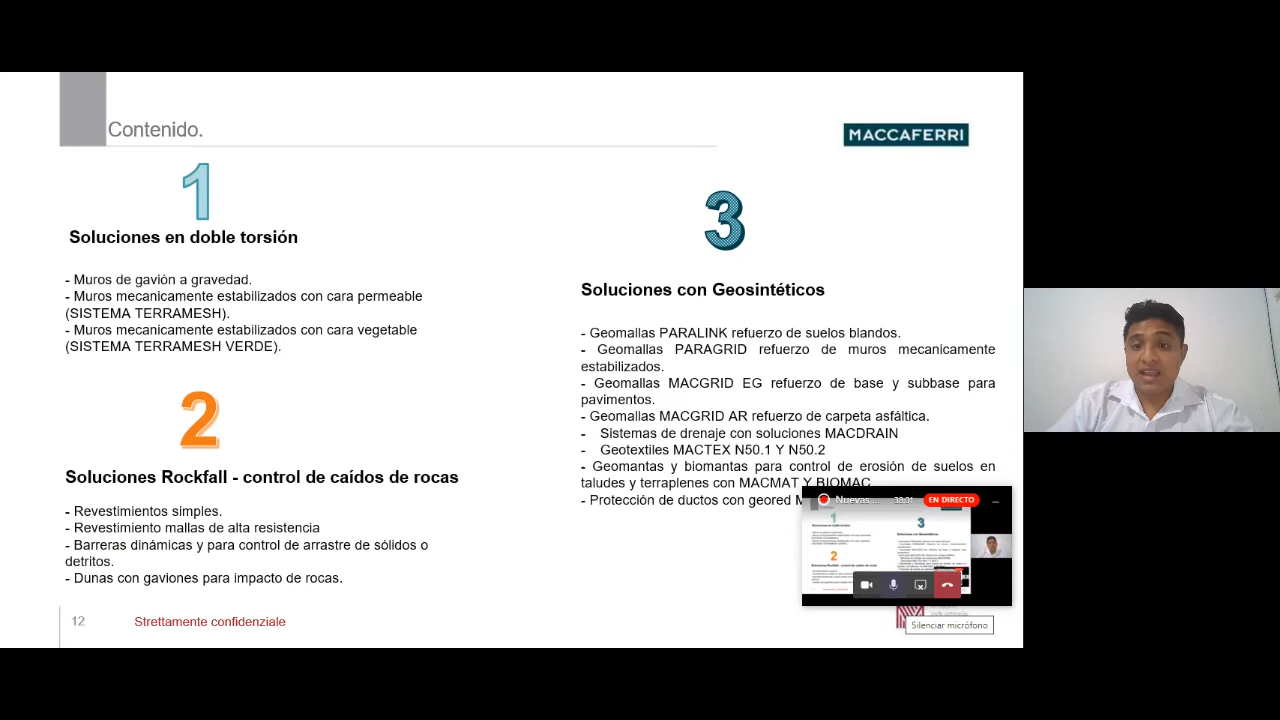 Contenido.
MACCAFERRI
1
Soluciones en doble torsión
- Muros de gavión a gravedad.
- Muros mecanicamente estabilizados con cara permeable
(SISTEMA TERRAMESH).
- Muros mecanicamente estabilizados con cara vegetable
(SISTEMA TERRAMESH VERDE).
2
Soluciones Rockfall - control de caídos de rocas
- Revestimientos simples.
- Revestimiento mallas de alta resistencia
- Barreras dinámicas y para control de arrastre de sólidos o
detritos.
- Dunas con gaviones para impacto de rocas.
3
Soluciones con Geosintéticos
- Geomallas PARALINK refuerzo de suelos blandos.
- Geomallas PARAGRID refuerzo de muros mecanicamente
estabilizados.
- Geomallas MACGRID EG refuerzo de base y subbase para
pavimentos.
- Geomallas MACGRID AR refuerzo de carpeta asfáltica.
- Sistemas de drenaje con soluciones MACDRAIN
- Geotextiles MACTEX N50.1 Y N50.2
- Geomantas y biomantas para control de erosión de suelos en
taludes y terraplenes con MACMAT Y BIOMAC
- Protección de ductos con geored M
Nuevas ... 38:01 EN DIRECTO
1
3
2
Silenciar micrófono
12 Strettamente confidenziale